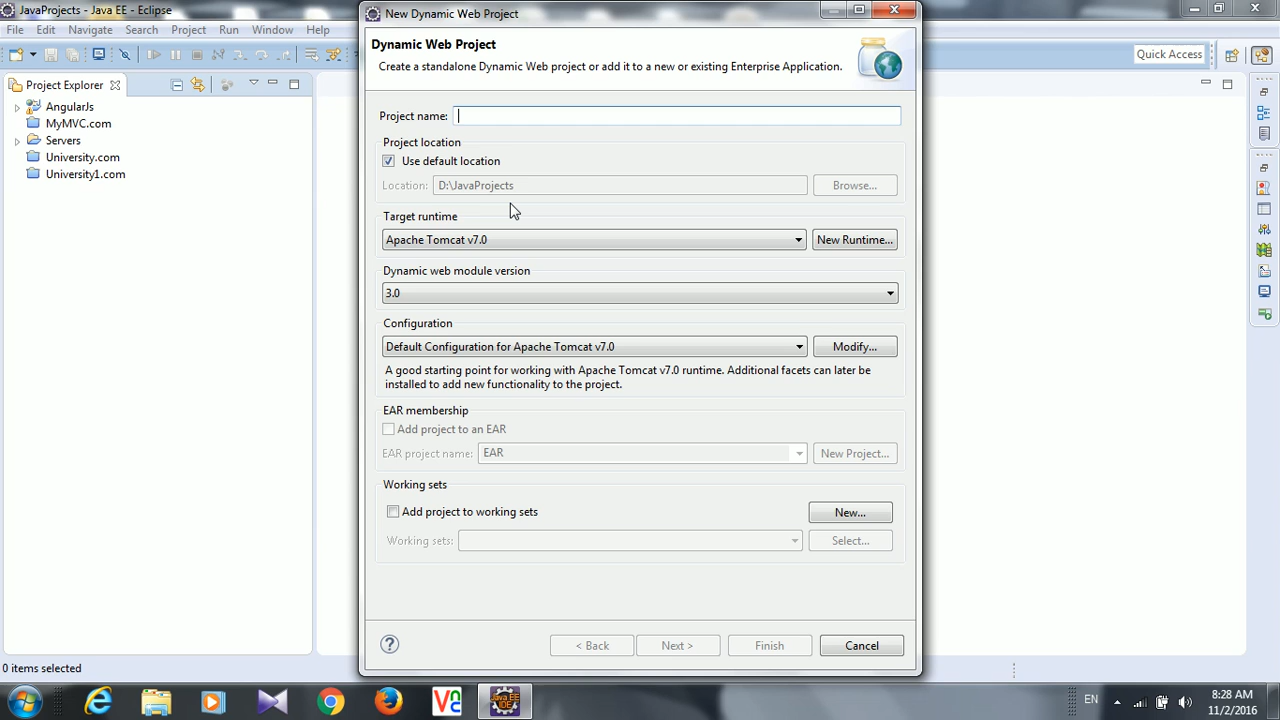 JavaProjects - Java EE - Eclipse
File Edit Navigate Search Project Run Window Help
Quick Access
Project Explorer
AngularJs
MyMVC.com
Servers
University.com
University1.com
0 items selected
New Dynamic Web Project
Dynamic Web Project
Create a standalone Dynamic Web project or add it to a new or existing Enterprise Application.
Project name:
Project location
Use default location
Location: D:\JavaProjects Browse...
Target runtime
Apache Tomcat v7.0 New Runtime...
Dynamic web module version
3.0
Configuration
Default Configuration for Apache Tomcat v7.0 Modify...
A good starting point for working with Apache Tomcat v7.0 runtime. Additional facets can later be
installed to add new functionality to the project.
EAR membership
Add project to an EAR
EAR project name: EAR New Project...
Working sets
Add project to working sets New...
Working sets: Select...
? < Back Next > Finish Cancel
VC Java EE IDE EN 8:28 AM
11/2/2016